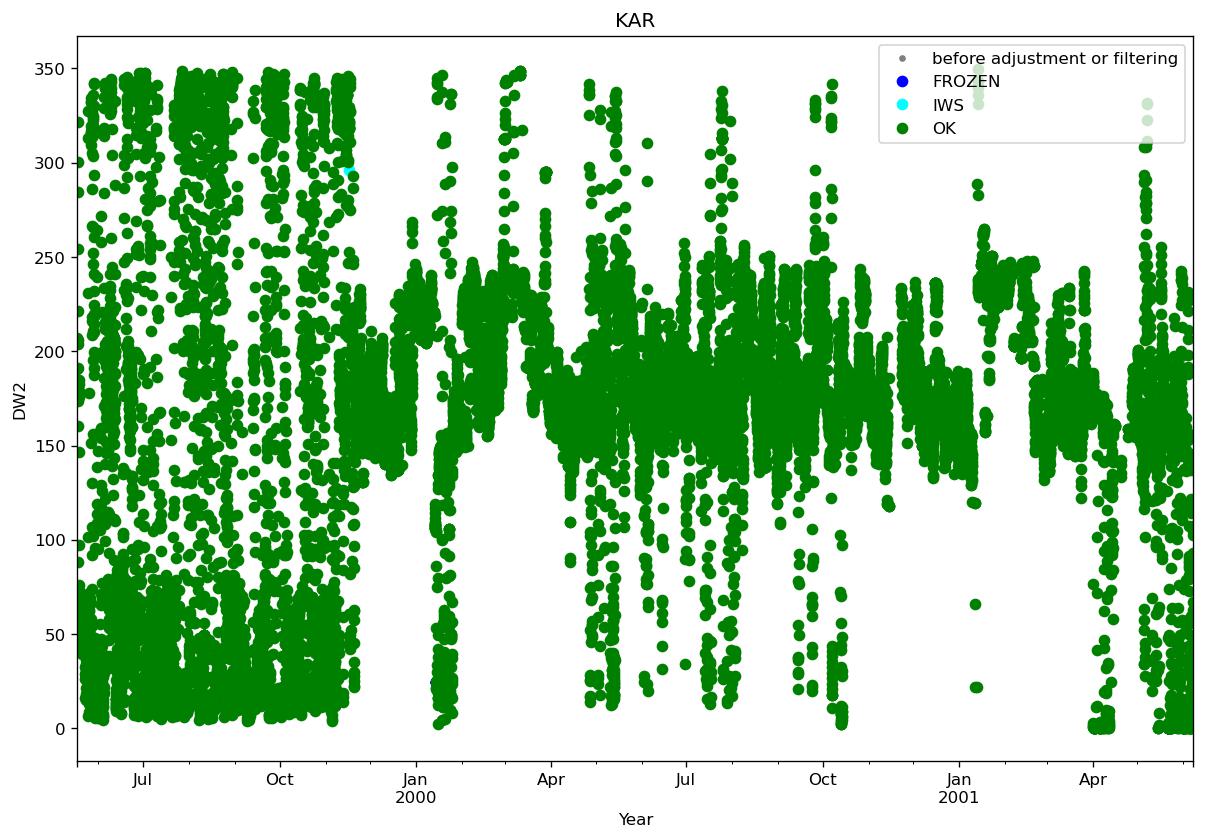 KAR
before adjustment or filtering
FROZEN
IWS
OK
DW2
350
300
250
200
150
100
50
0
Jul
Oct
Jan
2000
Apr
Jul
Oct
Jan
2001
Apr
Year